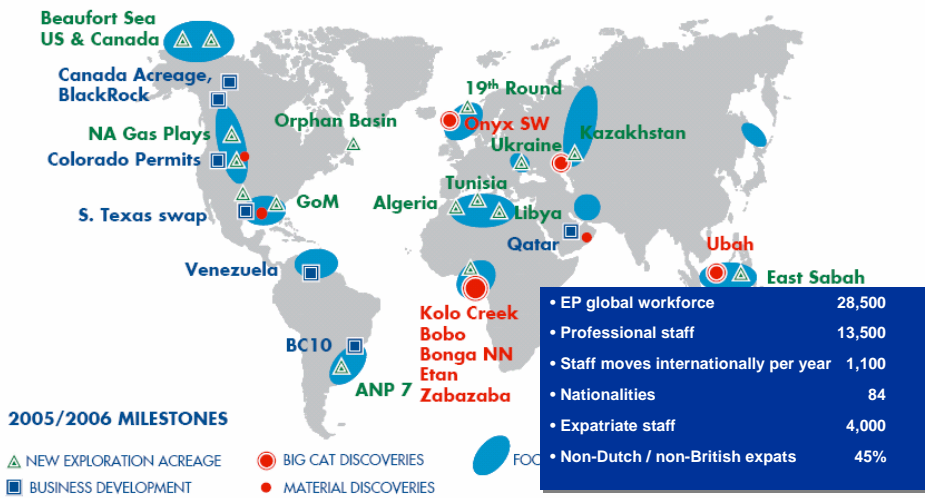 Beaufort Sea
US & Canada
Canada Acreage,
BlackRock
19th Round
Orphan Basin
Onyx SW
NA Gas Plays
Kazakhstan
Ukraine
Colorado Permits
Tunisia
GoM
Algeria
Libya
S. Texas swap
Qatar
Ubah
Venezuela
East Sabah
Kolo Creek
Bobo
Bonga NN
Etan
Zabazaba
BC10
ANP 7
• EP global workforce 28,500
• Professional staff 13,500
• Staff moves internationally per year 1,100
• Nationalities 84
• Expatriate staff 4,000
• Non-Dutch / non-British expats 45%
2005/2006 MILESTONES
NEW EXPLORATION ACREAGE
BIG CAT DISCOVERIES
BUSINESS DEVELOPMENT
MATERIAL DISCOVERIES